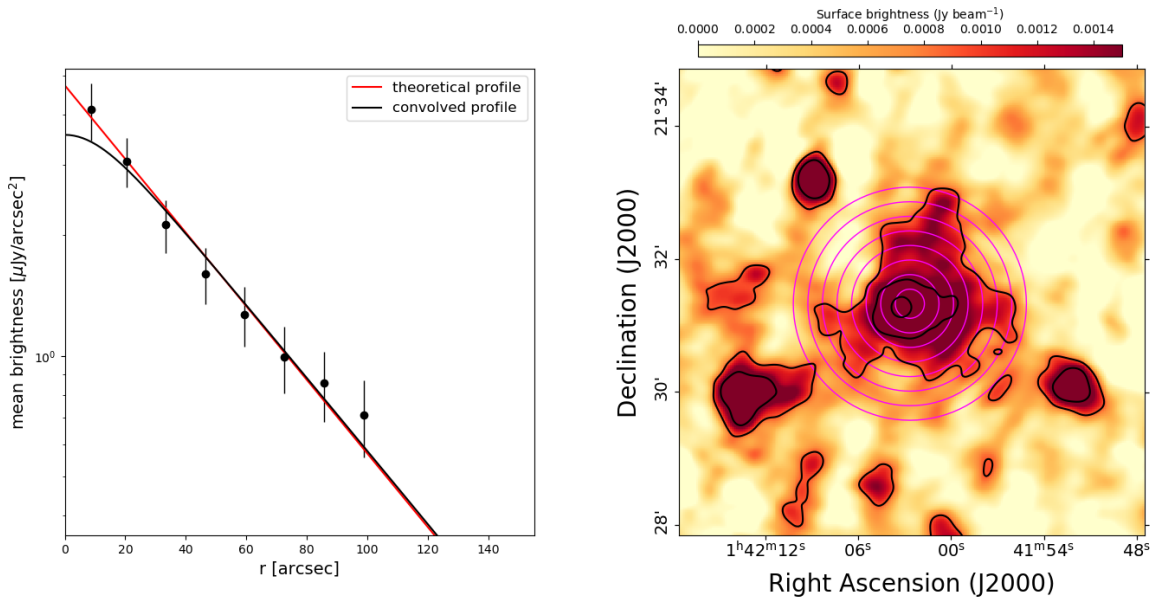 theoretical profile
convolved profile
mean brightness [μJy/arcsec²]
10⁰
0 20 40 60 80 100 120 140
r [arcsec]
Surface brightness (Jy beam⁻¹)
0.0000 0.0002 0.0004 0.0006 0.0008 0.0010 0.0012 0.0014
Declination (J2000)
21°34'
32'
30'
28'
1ʰ42ᵐ12ˢ 06ˢ 00ˢ 41ᵐ54ˢ 48ˢ
Right Ascension (J2000)